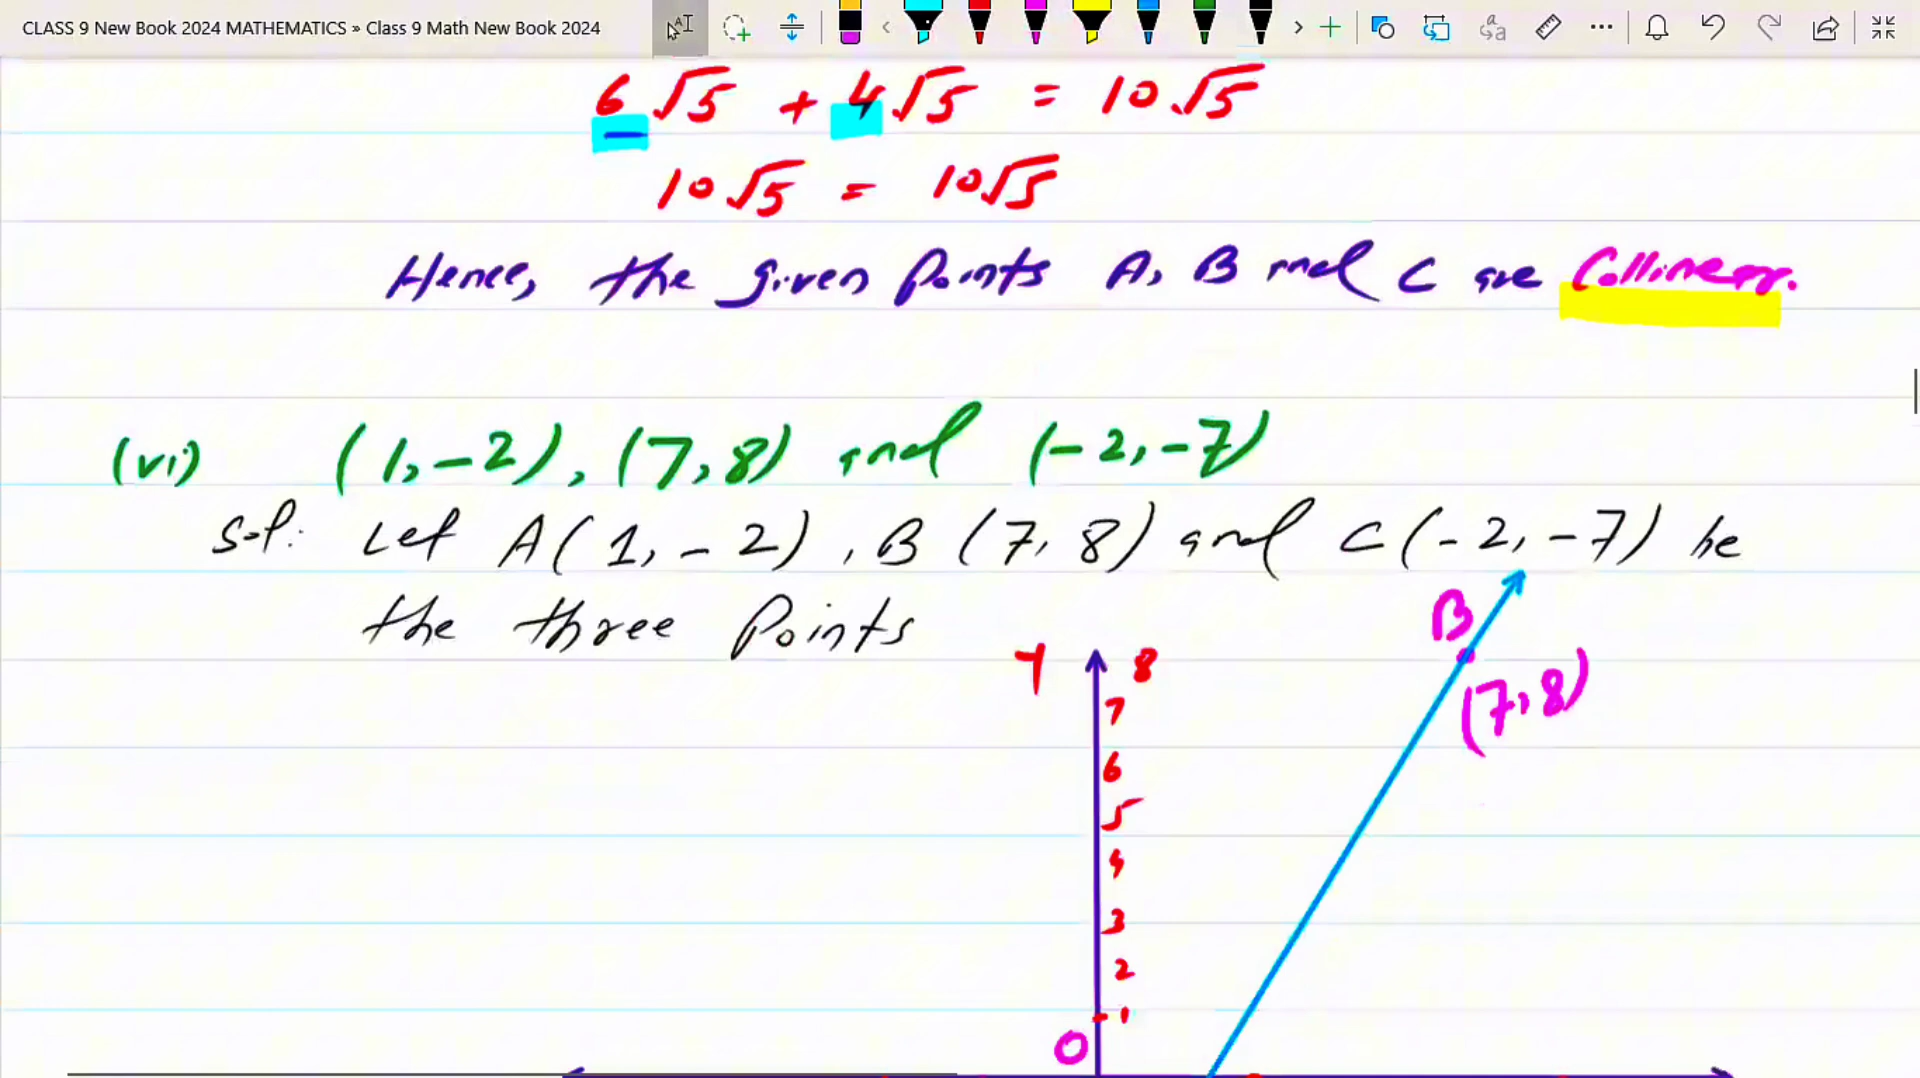 CLASS 9 New Book 2024 MATHEMATICS » Class 9 Math New Book 2024
6√5 + 4√5 = 10√5
10√5 = 10√5
Hence, the given Points A, B and C are Collinear.
(vi) (1,-2), (7,8) and (-2,-7)
Sol: Let A(1,-2), B(7,8) and C(-2,-7) be
the three Points
B
Y 8
(7,8)
7
6
5
4
3
2
-1
O